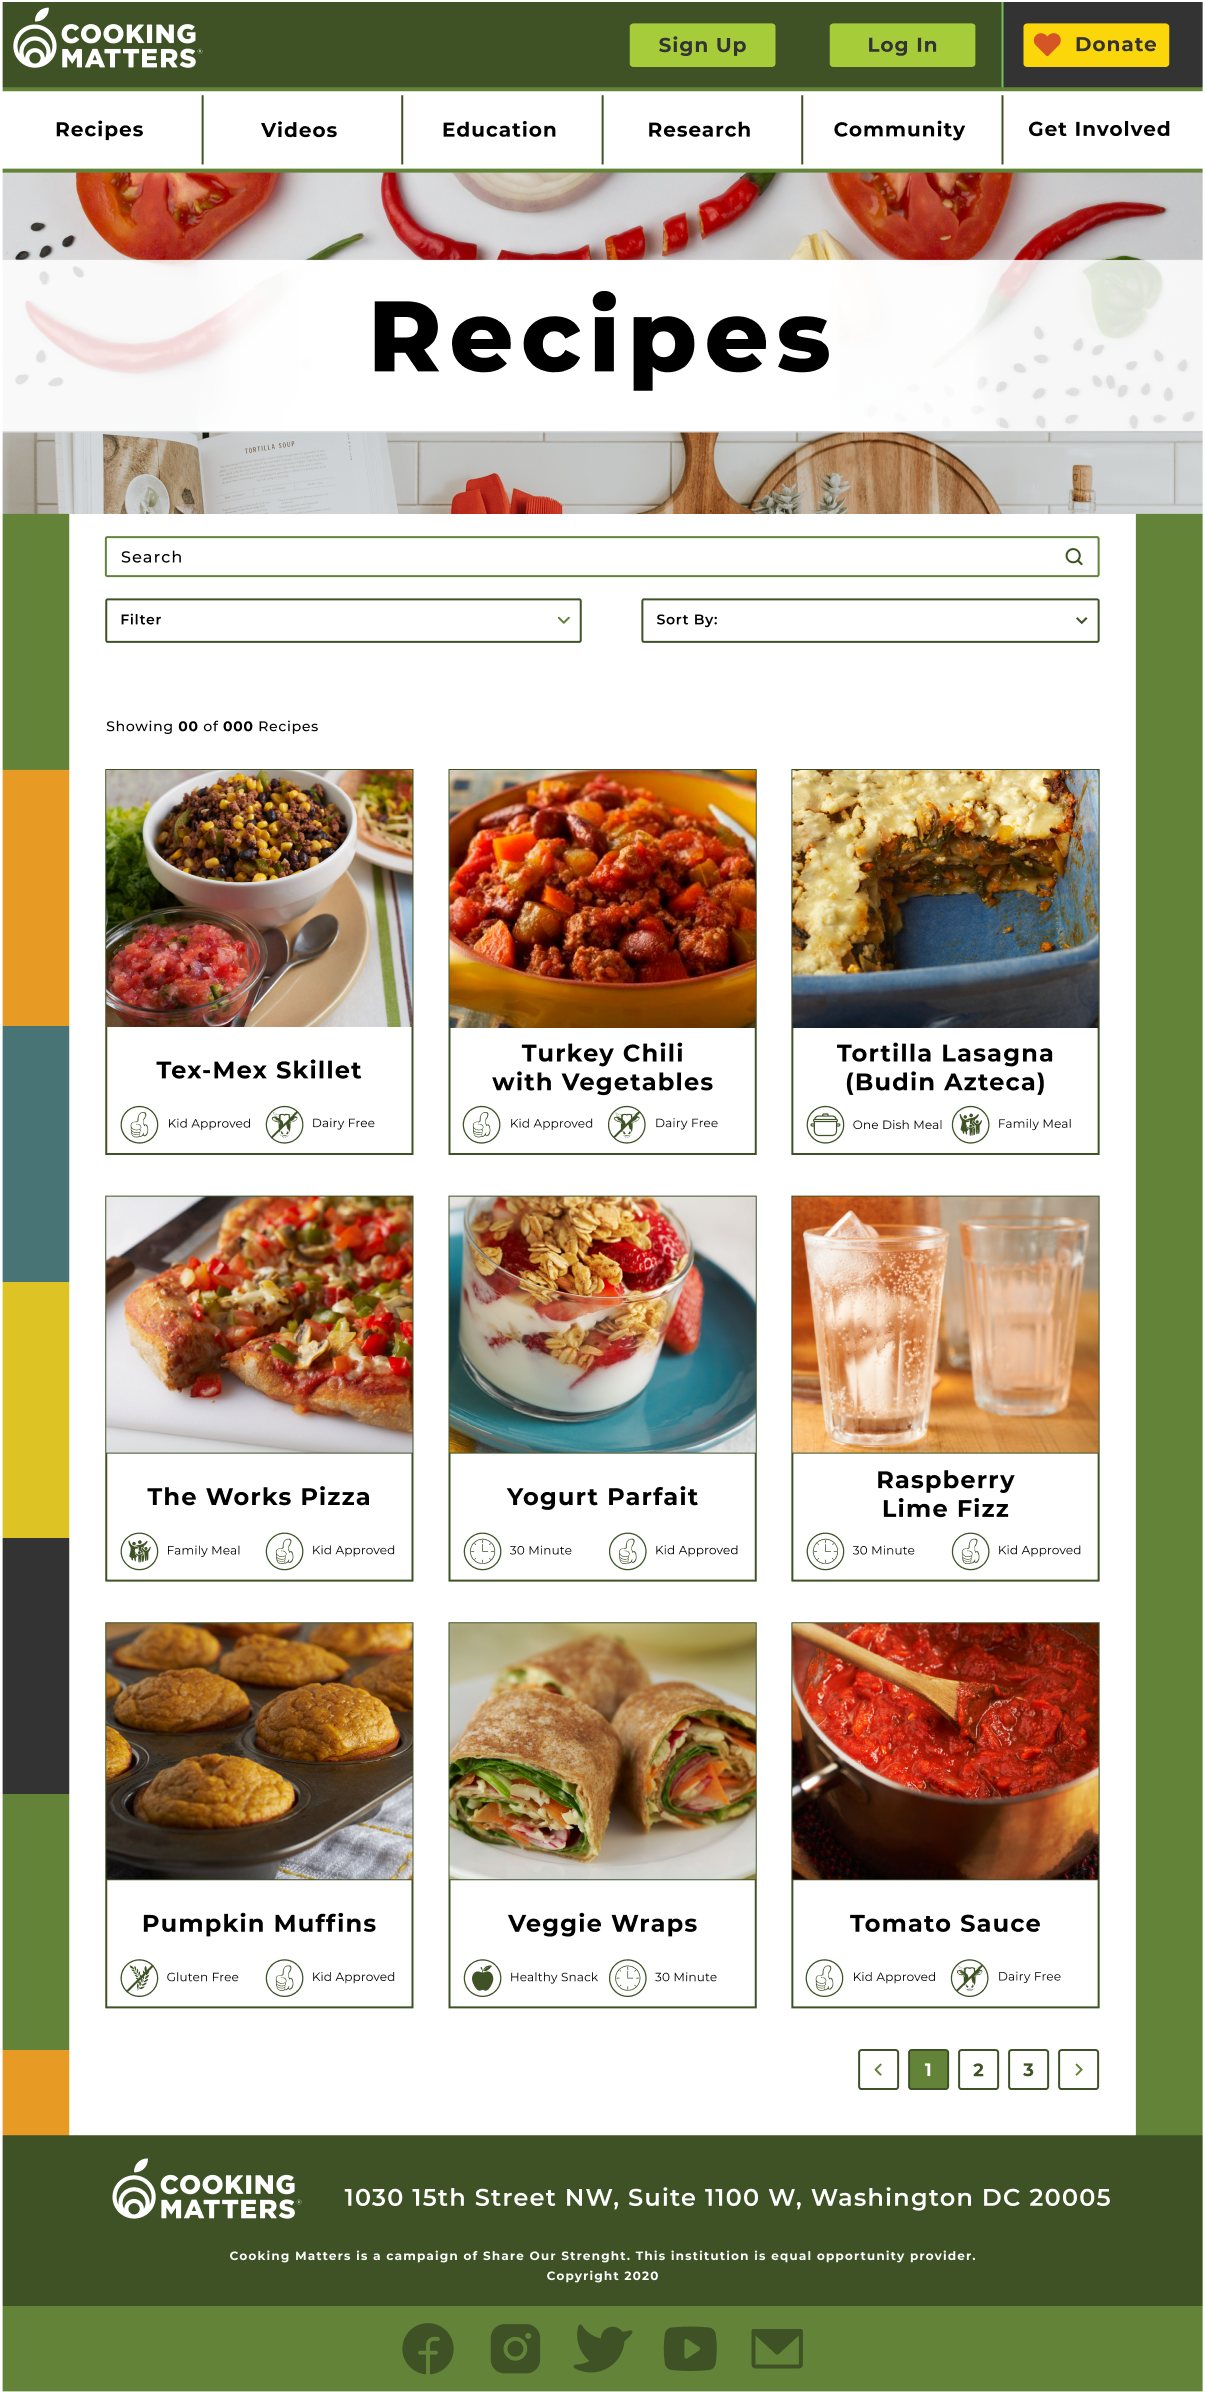 COOKING
MATTERS
Sign Up
Log In
Donate
Recipes
Videos
Education
Research
Community
Get Involved
Recipes
TORTILLA SOUP
Search
Filter
Sort By:
Showing 00 of 000 Recipes
Tex-Mex Skillet
Kid Approved
Dairy Free
Turkey Chili
with Vegetables
Kid Approved
Dairy Free
Tortilla Lasagna
(Budin Azteca)
One Dish Meal
Family Meal
The Works Pizza
Family Meal
Kid Approved
Yogurt Parfait
30 Minute
Kid Approved
Raspberry
Lime Fizz
30 Minute
Kid Approved
Pumpkin Muffins
Gluten Free
Kid Approved
Veggie Wraps
Healthy Snack
30 Minute
Tomato Sauce
Kid Approved
Dairy Free
1
2
3
COOKING
MATTERS
1030 15th Street NW, Suite 1100 W, Washington DC 20005
Cooking Matters is a campaign of Share Our Strenght. This institution is equal opportunity provider.
Copyright 2020